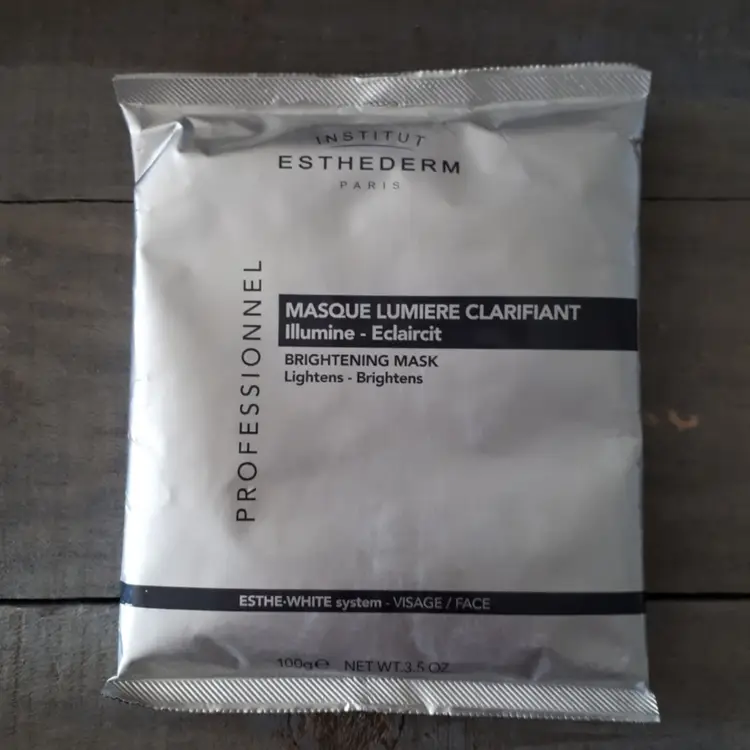 INSTITUT
ESTHEDERM
PARIS
PROFESSIONNEL
MASQUE LUMIERE CLARIFIANT
Illumine - Eclaircit
BRIGHTENING MASK
Lightens - Brightens
ESTHE-WHITE system - VISAGE / FACE
100g℮ NET WT.3.5 OZ